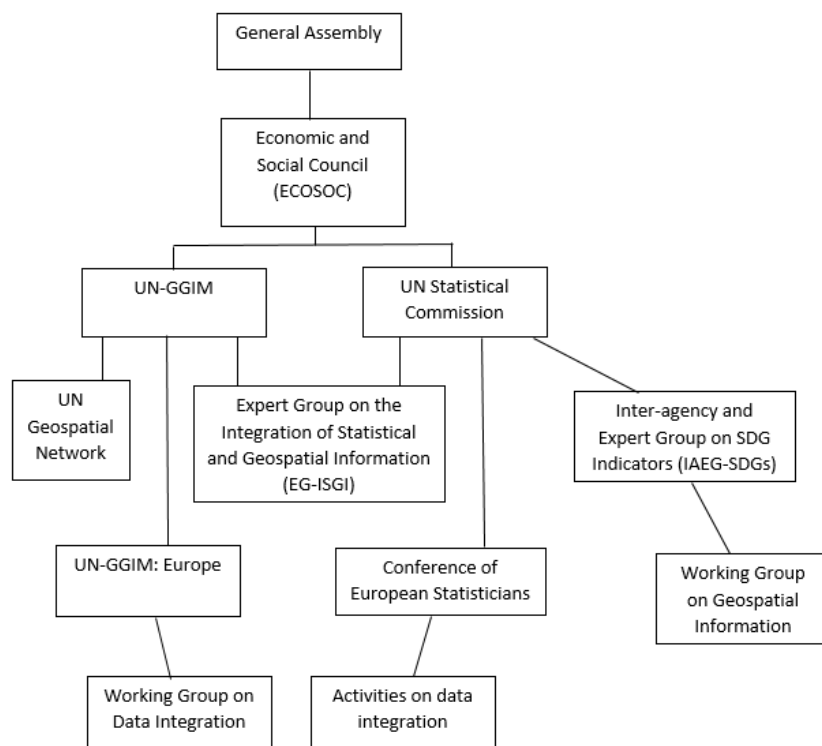 General Assembly
Economic and
Social Council
(ECOSOC)
UN-GGIM
UN Statistical
Commission
UN
Geospatial
Network
Expert Group on the
Integration of Statistical
and Geospatial Information
(EG-ISGI)
Inter-agency and
Expert Group on SDG
Indicators (IAEG-SDGs)
UN-GGIM: Europe
Conference of
European Statisticians
Working Group
on Geospatial
Information
Working Group on
Data Integration
Activities on data
integration